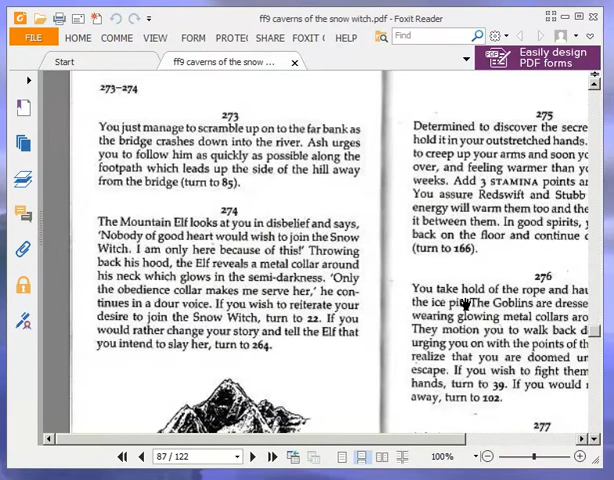 ff9 caverns of the snow witch.pdf - Foxit Reader
FILE HOME COMME VIEW FORM PROTE SHARE FOXIT C HELP Find
Start ff9 caverns of the snow ... Easily design
PDF forms
273–274
273
You just manage to scramble up on to the far bank as
the bridge crashes down into the river. Ash urges
you to follow him as quickly as possible along the
footpath which leads up the side of the hill away
from the bridge (turn to 85).
274
The Mountain Elf looks at you in disbelief and says,
'Nobody of good heart would wish to join the Snow
Witch. I am only here because of this!' Throwing
back his hood, the Elf reveals a metal collar around
his neck which glows in the semi-darkness. 'Only
the obedience collar makes me serve her,' he con-
tinues in a dour voice. If you wish to reiterate your
desire to join the Snow Witch, turn to 22. If you
would rather change your story and tell the Elf that
you intend to slay her, turn to 264.
275
Determined to discover the secre
hold it in your outstretched hands.
to creep up your arms and soon yo
over, and feeling warmer than yo
weeks. Add 3 STAMINA points an
You assure Redswift and Stubb
energy will warm them too and the
it between them. In good spirits, y
back on the floor and continue d
(turn to 166).
276
You take hold of the rope and hau
the ice pit. The Goblins are dresse
wearing glowing metal collars aro
They motion you to walk back d
urging you on with the points of th
realize that you are doomed un
escape. If you wish to fight them
hands, turn to 39. If you would
away, turn to 102.
277
87 / 122 100%